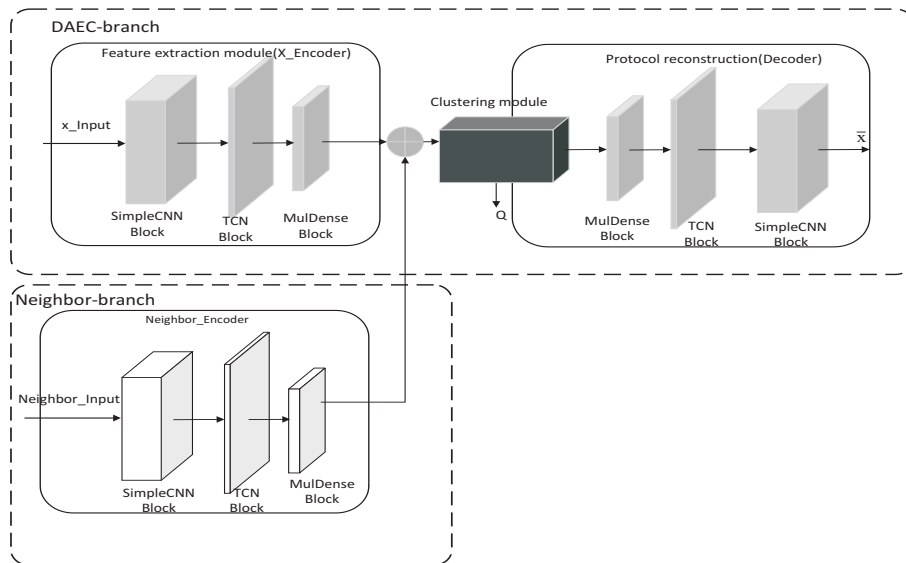 DAEC-branch
Feature extraction module(X_Encoder)
x_Input
SimpleCNN
Block
TCN
Block
MulDense
Block
Clustering module
Q
Protocol reconstruction(Decoder)
MulDense
Block
TCN
Block
SimpleCNN
Block
x̅
Neighbor-branch
Neighbor_Encoder
Neighbor_Input
SimpleCNN
Block
TCN
Block
MulDense
Block